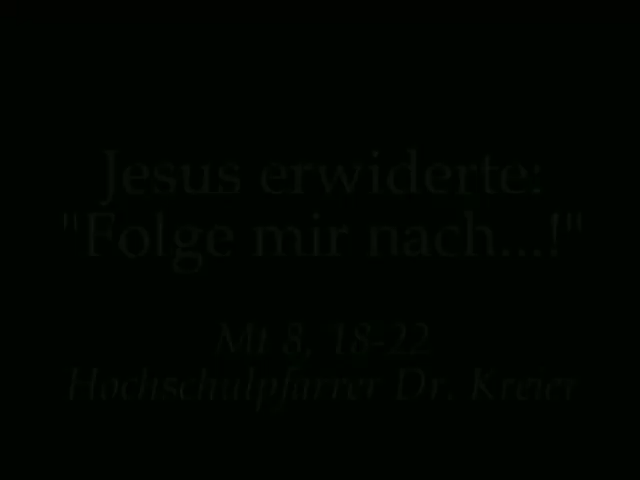 Jesus erwiderte:
"Folge mir nach...!"
Mt 8, 18-22
Hochschulpfarrer Dr. Kreier